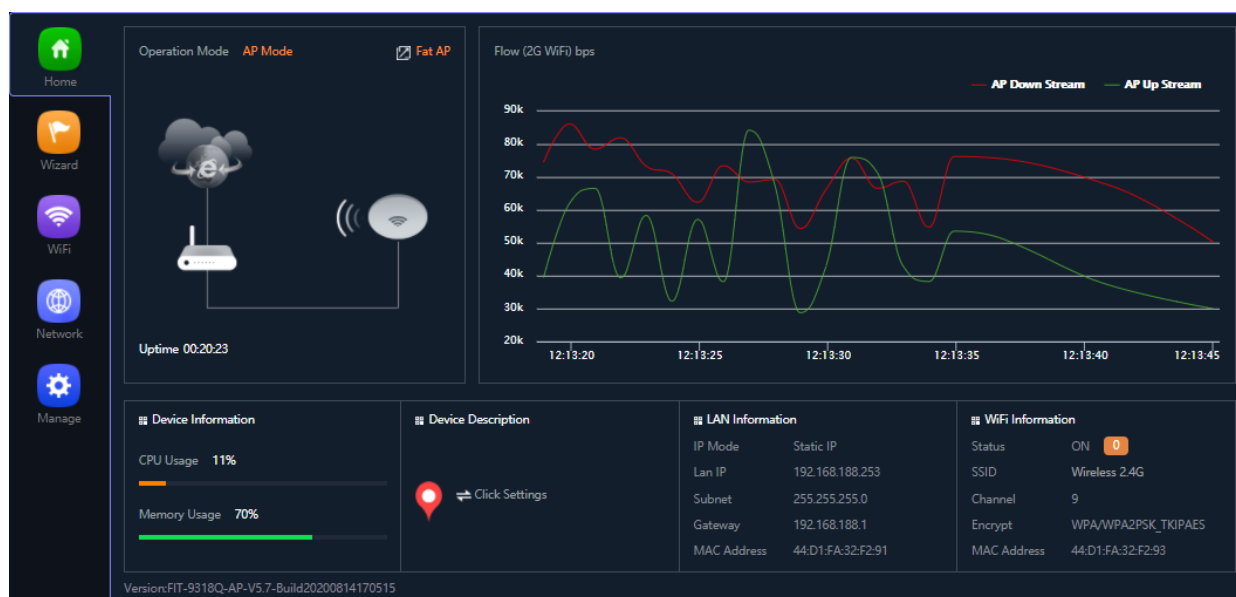 Home
Wizard
WiFi
Network
Manage
Operation Mode AP Mode Fat AP
Uptime 00:20:23
Flow (2G WiFi) bps
AP Down Stream AP Up Stream
90k
80k
70k
60k
50k
40k
30k
20k
12:13:20 12:13:25 12:13:30 12:13:35 12:13:40 12:13:45
Device Information
CPU Usage 11%
Memory Usage 70%
Device Description
Click Settings
LAN Information
IP Mode Static IP
Lan IP 192.168.188.253
Subnet 255.255.255.0
Gateway 192.168.188.1
MAC Address 44:D1:FA:32:F2:91
WiFi Information
Status ON 0
SSID Wireless 2.4G
Channel 9
Encrypt WPA/WPA2PSK_TKIPAES
MAC Address 44:D1:FA:32:F2:93
Version:FIT-9318Q-AP-V5.7-Build20200814170515